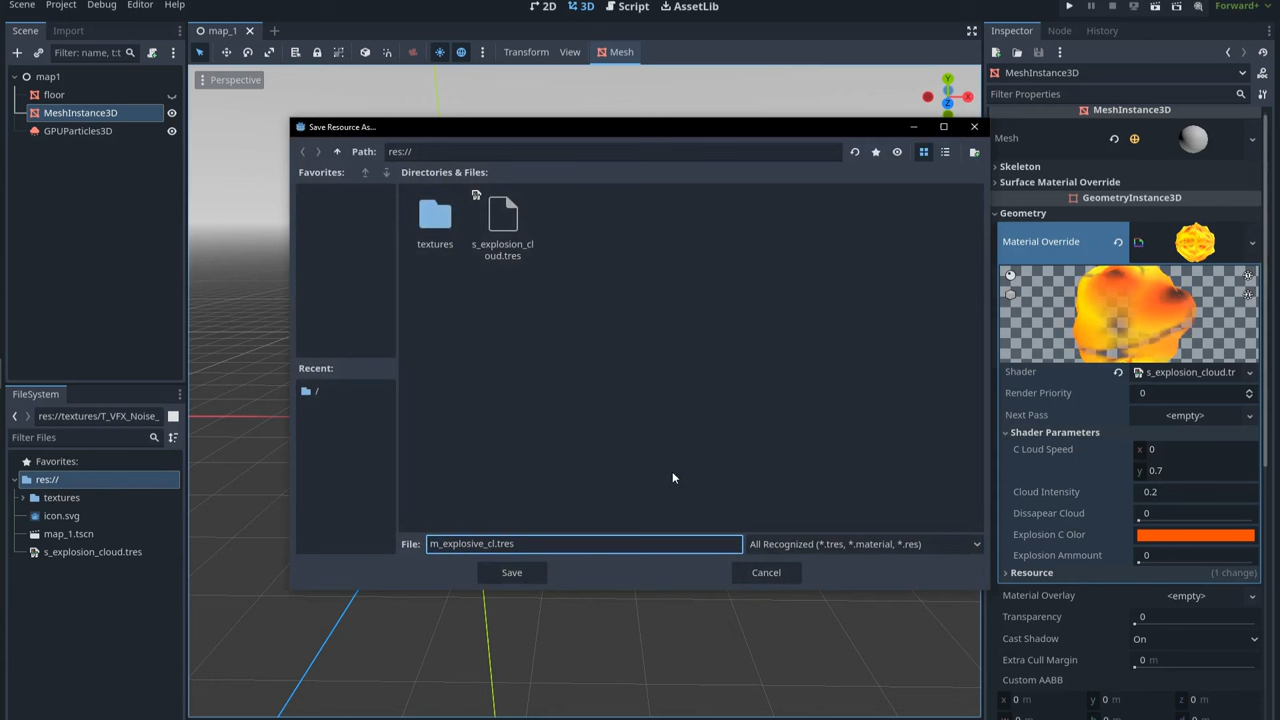 Scene Project Debug Editor Help
2D 3D Script AssetLib
Forward+
Scene Import
map_1
Inspector Node History
Filter: name, t:t
Transform View Mesh
map1
floor
MeshInstance3D
GPUParticles3D
Perspective
Y
X
Z
MeshInstance3D
Filter Properties
MeshInstance3D
Mesh
Skeleton
Surface Material Override
GeometryInstance3D
Geometry
Material Override
Save Resource As...
Path: res://
Favorites:
Directories & Files:
textures
s_explosion_cl
oud.tres
Recent:
/
File: m_explosive_cl.tres
All Recognized (*.tres, *.material, *.res)
Save
Cancel
Shader s_explosion_cloud.tr
Render Priority 0
Next Pass <empty>
Shader Parameters
C Loud Speed x 0
y 0.7
Cloud Intensity 0.2
Dissapear Cloud 0
Explosion C Olor
Explosion Ammount 0
Resource (1 change)
Material Overlay <empty>
Transparency 0
Cast Shadow On
Extra Cull Margin 0 m
Custom AABB
x 0 m y 0 m z 0 m
FileSystem
res://textures/T_VFX_Noise_
Filter Files
Favorites:
res://
textures
icon.svg
map_1.tscn
s_explosion_cloud.tres